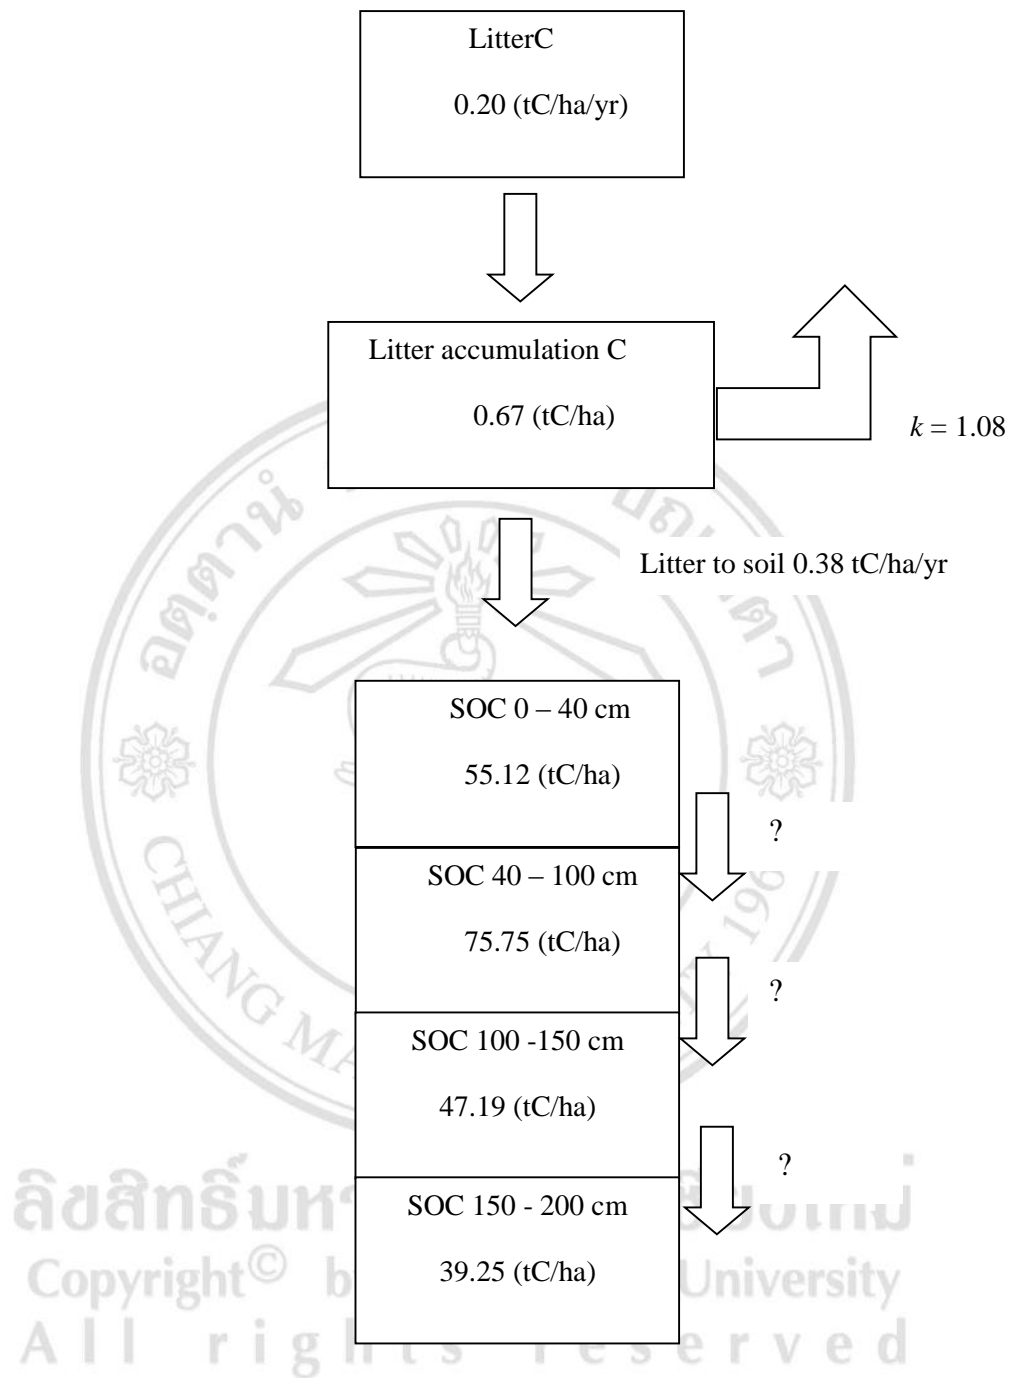 LitterC
0.20 (tC/ha/yr)
Litter accumulation C
0.67 (tC/ha)
k = 1.08
Litter to soil 0.38 tC/ha/yr
SOC 0 – 40 cm
55.12 (tC/ha)
?
SOC 40 – 100 cm
75.75 (tC/ha)
?
SOC 100 -150 cm
47.19 (tC/ha)
?
SOC 150 - 200 cm
39.25 (tC/ha)
CHIANG
Copyright© University
All rights reserved